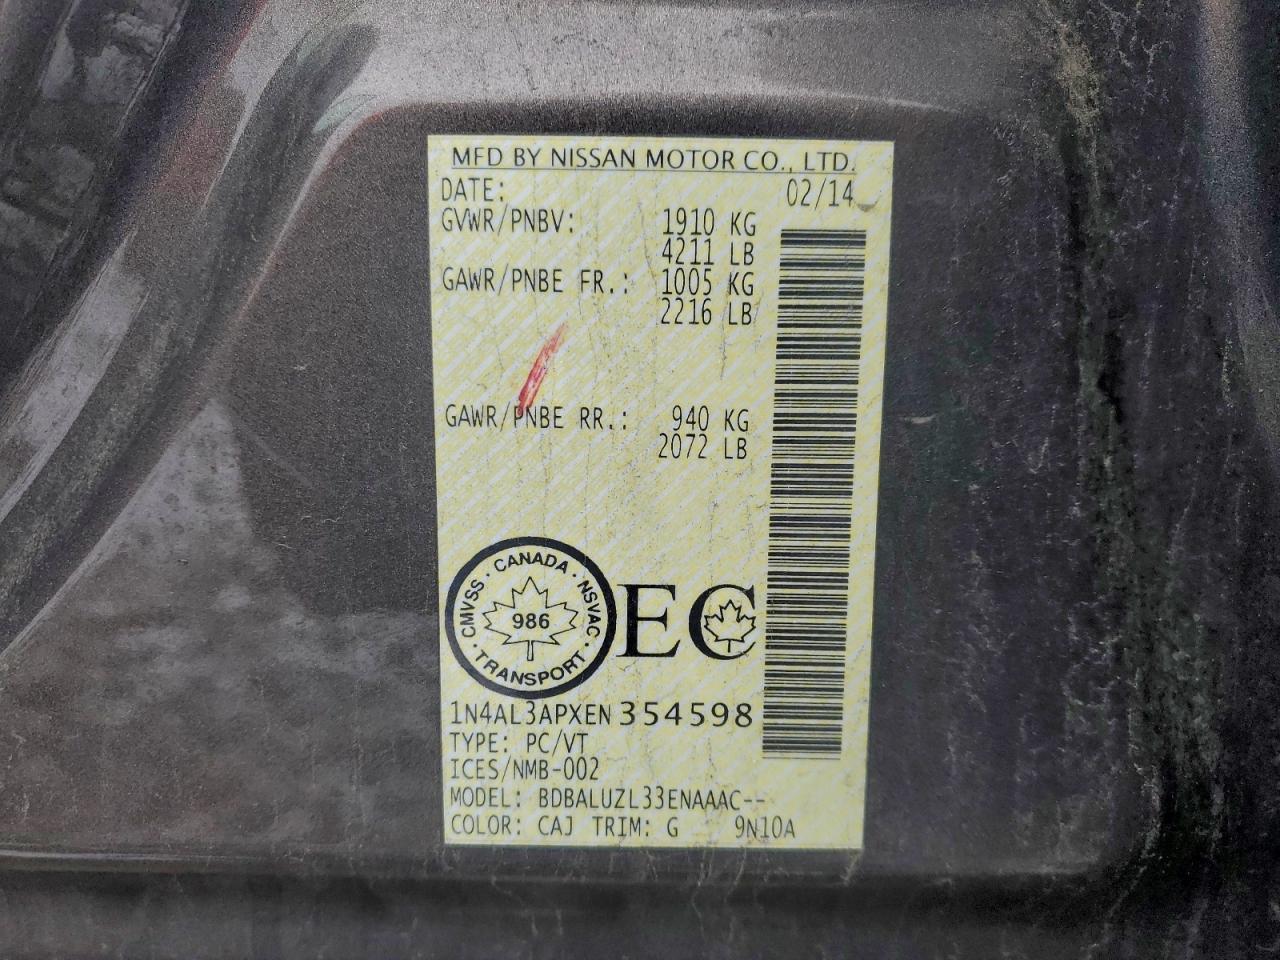 MFD BY NISSAN MOTOR CO., LTD.
DATE: 02/14
GVWR/PNBV: 1910 KG
4211 LB
GAWR/PNBE FR.: 1005 KG
2216 LB
GAWR/PNBE RR.: 940 KG
2072 LB
CMVSS · CANADA · NSVAC · TRANSPORT ·
986
EC
1N4AL3APXEN354598
TYPE: PC/VT
ICES/NMB-002
MODEL: BDBALUZL33ENAAAC--
COLOR: CAJ TRIM: G 9N10A